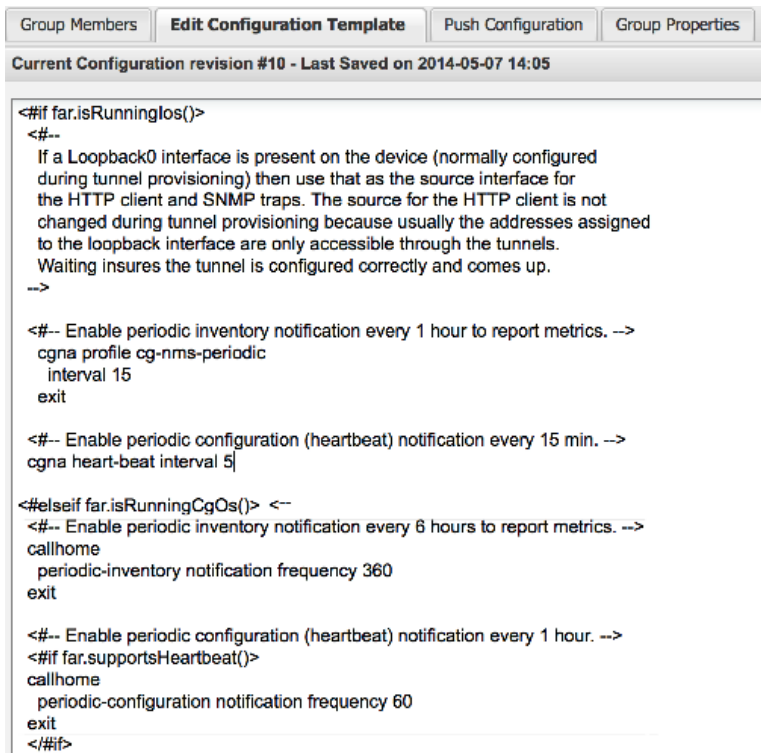 Group Members
Edit Configuration Template
Push Configuration
Group Properties
Current Configuration revision #10 - Last Saved on 2014-05-07 14:05
<#if far.isRunningIos()>
<#--
If a Loopback0 interface is present on the device (normally configured
during tunnel provisioning) then use that as the source interface for
the HTTP client and SNMP traps. The source for the HTTP client is not
changed during tunnel provisioning because usually the addresses assigned
to the loopback interface are only accessible through the tunnels.
Waiting insures the tunnel is configured correctly and comes up.
-->
<#-- Enable periodic inventory notification every 1 hour to report metrics. -->
cgna profile cg-nms-periodic
interval 15
exit
<#-- Enable periodic configuration (heartbeat) notification every 15 min. -->
cgna heart-beat interval 5
<#elseif far.isRunningCgOs()> <--
<#-- Enable periodic inventory notification every 6 hours to report metrics. -->
callhome
periodic-inventory notification frequency 360
exit
<#-- Enable periodic configuration (heartbeat) notification every 1 hour. -->
<#if far.supportsHeartbeat()>
callhome
periodic-configuration notification frequency 60
exit
</#if>